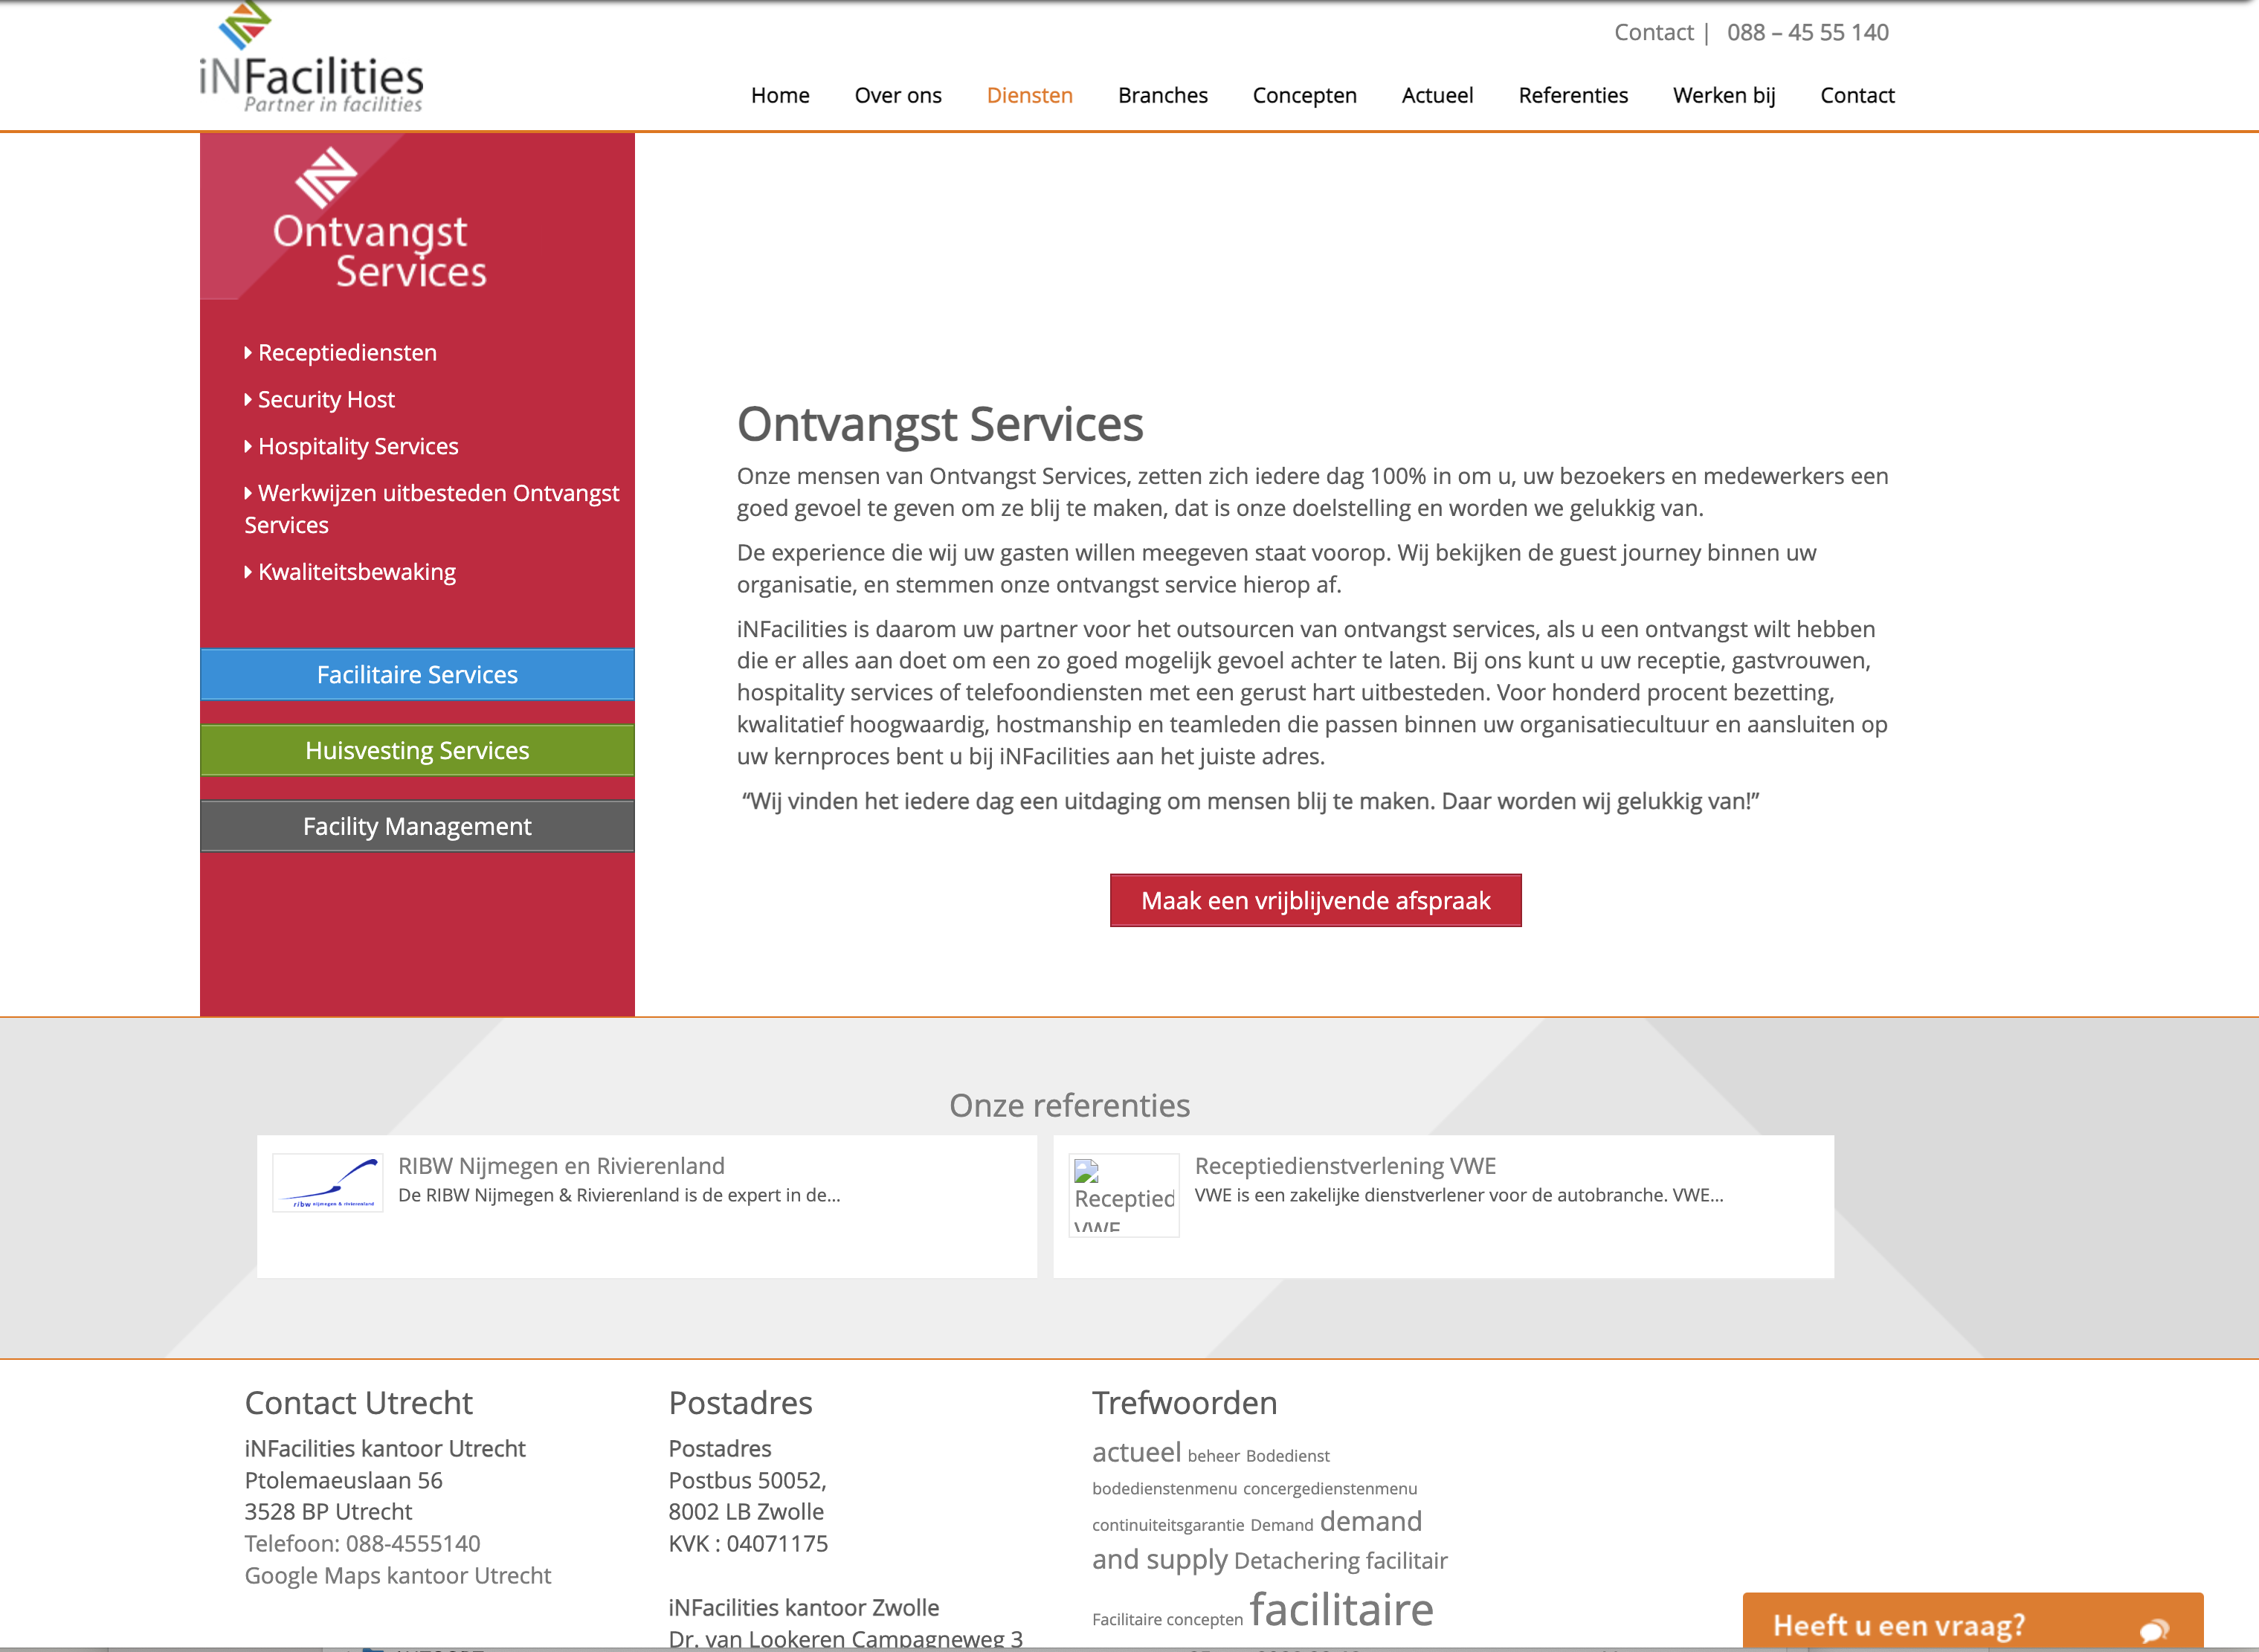 iNFacilities
Partner in facilities
Contact | 088 – 45 55 140
Home Over ons Diensten Branches Concepten Actueel Referenties Werken bij Contact
Ontvangst
Services
Receptiediensten
Security Host
Hospitality Services
Werkwijzen uitbesteden Ontvangst
Services
Kwaliteitsbewaking
Facilitaire Services
Huisvesting Services
Facility Management
Ontvangst Services
Onze mensen van Ontvangst Services, zetten zich iedere dag 100% in om u, uw bezoekers en medewerkers een
goed gevoel te geven om ze blij te maken, dat is onze doelstelling en worden we gelukkig van.
De experience die wij uw gasten willen meegeven staat voorop. Wij bekijken de guest journey binnen uw
organisatie, en stemmen onze ontvangst service hierop af.
iNFacilities is daarom uw partner voor het outsourcen van ontvangst services, als u een ontvangst wilt hebben
die er alles aan doet om een zo goed mogelijk gevoel achter te laten. Bij ons kunt u uw receptie, gastvrouwen,
hospitality services of telefoondiensten met een gerust hart uitbesteden. Voor honderd procent bezetting,
kwalitatief hoogwaardig, hostmanship en teamleden die passen binnen uw organisatiecultuur en aansluiten op
uw kernproces bent u bij iNFacilities aan het juiste adres.
“Wij vinden het iedere dag een uitdaging om mensen blij te maken. Daar worden wij gelukkig van!”
Maak een vrijblijvende afspraak
Onze referenties
ribw nijmegen & rivierenland
RIBW Nijmegen en Rivierenland
De RIBW Nijmegen & Rivierenland is de expert in de...
Receptied
VWE
Receptiedienstverlening VWE
VWE is een zakelijke dienstverlener voor de autobranche. VWE...
Contact Utrecht
iNFacilities kantoor Utrecht
Ptolemaeuslaan 56
3528 BP Utrecht
Telefoon: 088-4555140
Google Maps kantoor Utrecht
Postadres
Postadres
Postbus 50052,
8002 LB Zwolle
KVK : 04071175
iNFacilities kantoor Zwolle
Dr. van Lookeren Campagneweg 3
Trefwoorden
actueel beheer Bodedienst
bodedienstenmenu concergedienstenmenu
continuiteitsgarantie Demand demand
and supply Detachering facilitair
Facilitaire concepten facilitaire
Heeft u een vraag?